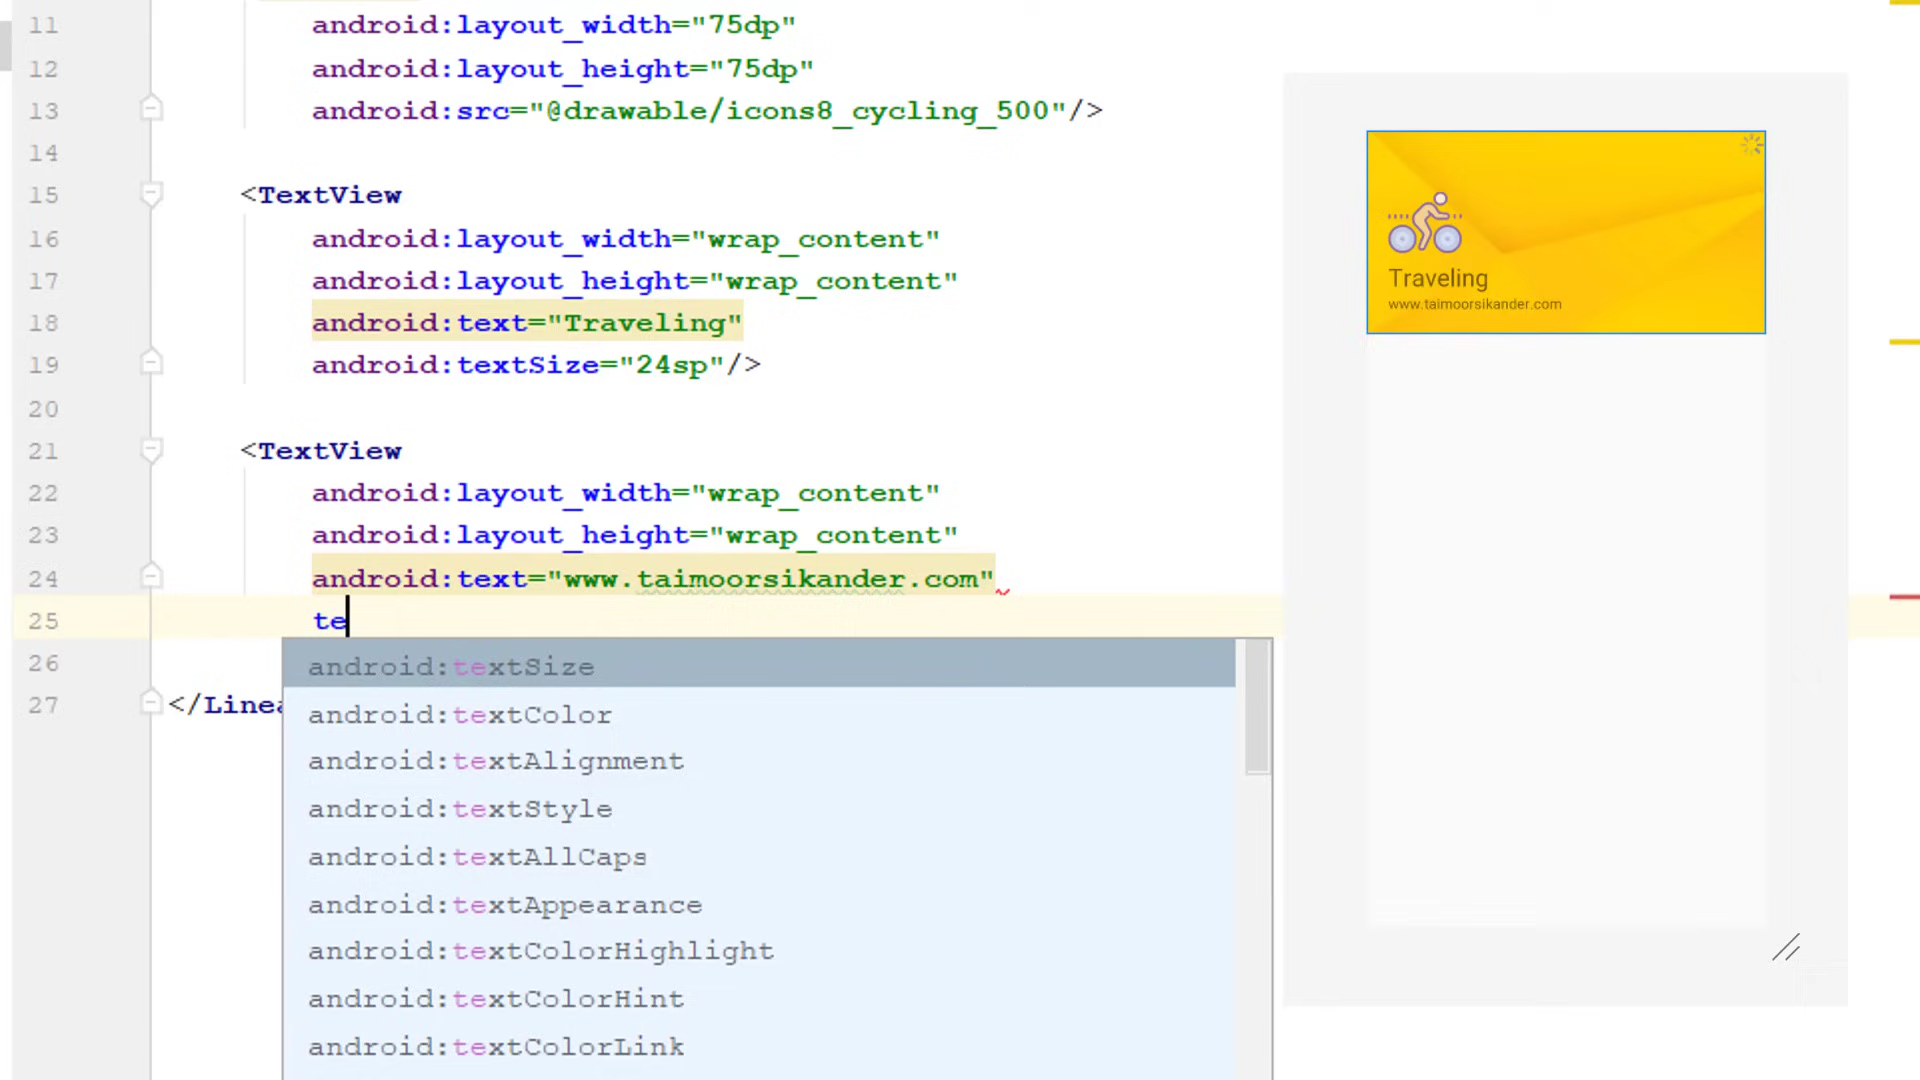 11 android:layout_width="75dp"
12 android:layout_height="75dp"
13 android:src="@drawable/icons8_cycling_500"/>
14
15 <TextView
16 android:layout_width="wrap_content"
17 android:layout_height="wrap_content"
18 android:text="Traveling"
19 android:textSize="24sp"/>
20
21 <TextView
22 android:layout_width="wrap_content"
23 android:layout_height="wrap_content"
24 android:text="www.taimoorsikander.com"
25 te
26
27 </Linea
android:textSize
android:textColor
android:textAlignment
android:textStyle
android:textAllCaps
android:textAppearance
android:textColorHighlight
android:textColorHint
android:textColorLink
Traveling
www.taimoorsikander.com